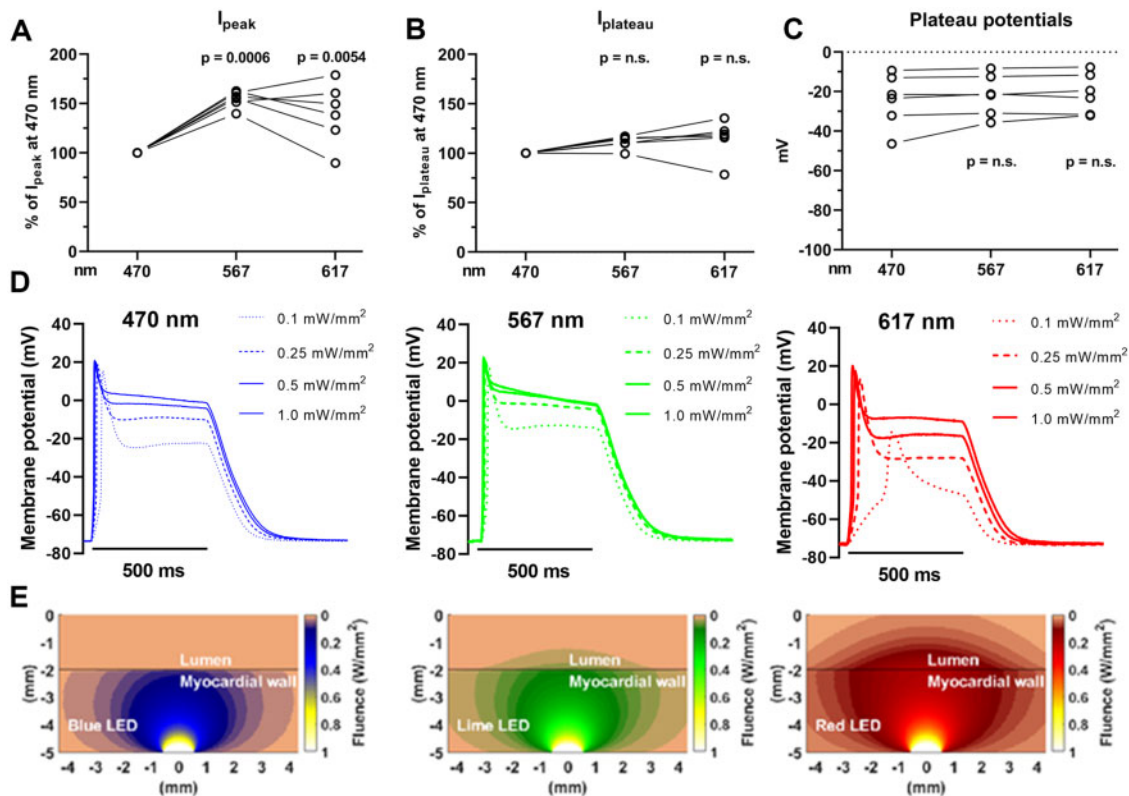 A
I_peak
% of I_peak at 470 nm
200
150
100
50
0
p = 0.0006
p = 0.0054
nm
470
567
617
B
I_plateau
% of I_plateau at 470 nm
200
150
100
50
0
p = n.s.
p = n.s.
nm
470
567
617
C
Plateau potentials
mV
0
-20
-40
-60
-80
-100
p = n.s.
p = n.s.
nm
470
567
617
D
470 nm
Membrane potential (mV)
40
20
0
-20
-40
-60
-80
0.1 mW/mm²
0.25 mW/mm²
0.5 mW/mm²
1.0 mW/mm²
500 ms
567 nm
Membrane potential (mV)
40
20
0
-20
-40
-60
-80
0.1 mW/mm²
0.25 mW/mm²
0.5 mW/mm²
1.0 mW/mm²
500 ms
617 nm
Membrane potential (mV)
40
20
0
-20
-40
-60
-80
0.1 mW/mm²
0.25 mW/mm²
0.5 mW/mm²
1.0 mW/mm²
500 ms
E
(mm)
0
-1
-2
-3
-4
-5
Lumen
Myocardial wall
Blue LED
-4 -3 -2 -1 0 1 2 3 4
(mm)
0
0.2
0.4
0.6
0.8
1
Fluence (W/mm²)
(mm)
0
-1
-2
-3
-4
-5
Lumen
Myocardial wall
Lime LED
-4 -3 -2 -1 0 1 2 3 4
(mm)
0
0.2
0.4
0.6
0.8
1
Fluence (W/mm²)
(mm)
0
-1
-2
-3
-4
-5
Lumen
Myocardial wall
Red LED
-4 -3 -2 -1 0 1 2 3 4
(mm)
0
0.2
0.4
0.6
0.8
1
Fluence (W/mm²)